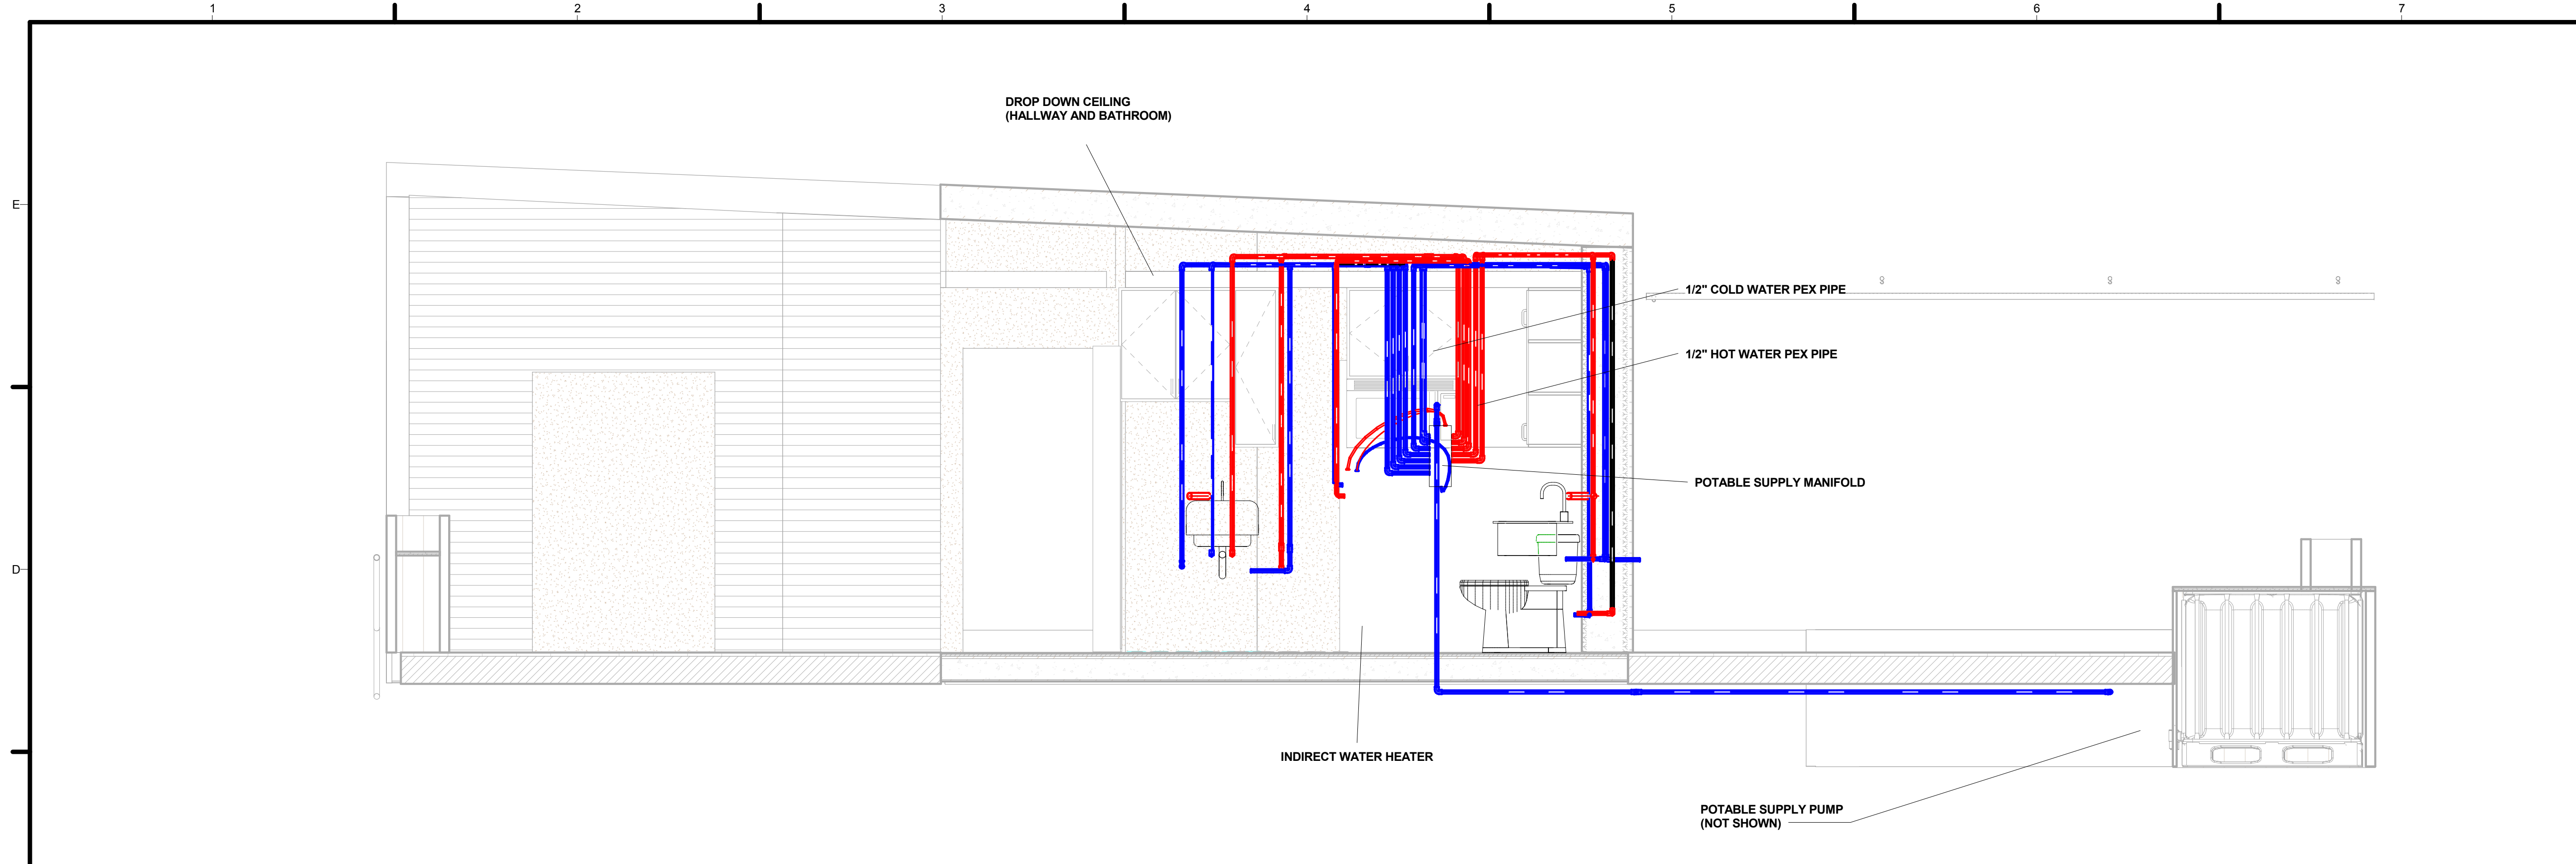 1 2 3 4 5 6 7
DROP DOWN CEILING
(HALLWAY AND BATHROOM)
E
1/2" COLD WATER PEX PIPE
1/2" HOT WATER PEX PIPE
POTABLE SUPPLY MANIFOLD
D
INDIRECT WATER HEATER
POTABLE SUPPLY PUMP
(NOT SHOWN)